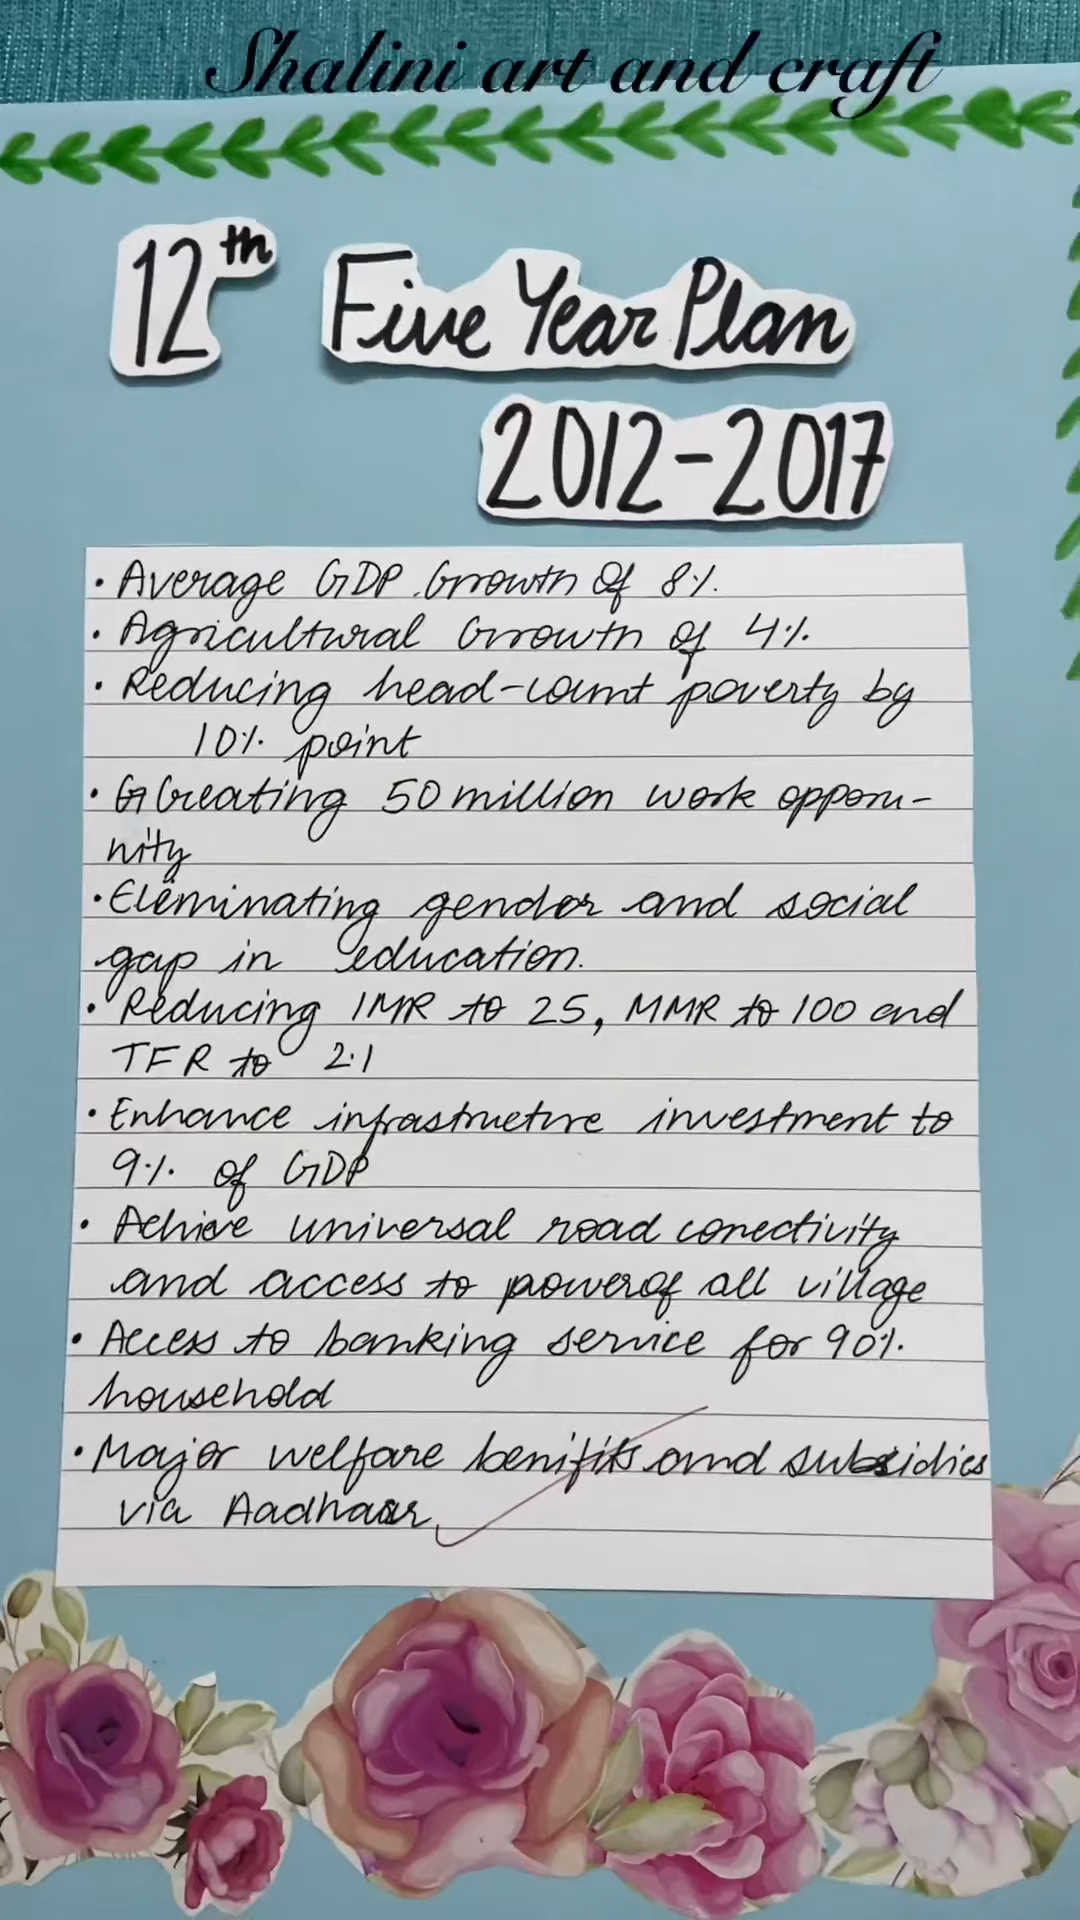 Shalini art and craft
12th Five Year Plan
2012-2017
• Average GDP Growth Of 8%.
• Agricultural Growth of 4%.
• Reducing head-count poverty by
10% point
• Creating 50 million work opporu-
nity
• Eleminating gender and social
gap in education.
• Reducing IMR to 25, MMR to 100 and
TFR to 2.1
• Enhance infrastructure investment to
9% of GDP
• Achieve universal road conectivity
and access to power of all village
• Access to banking service for 90%
household
• Major welfare benifits and subsidies
via Aadhaar